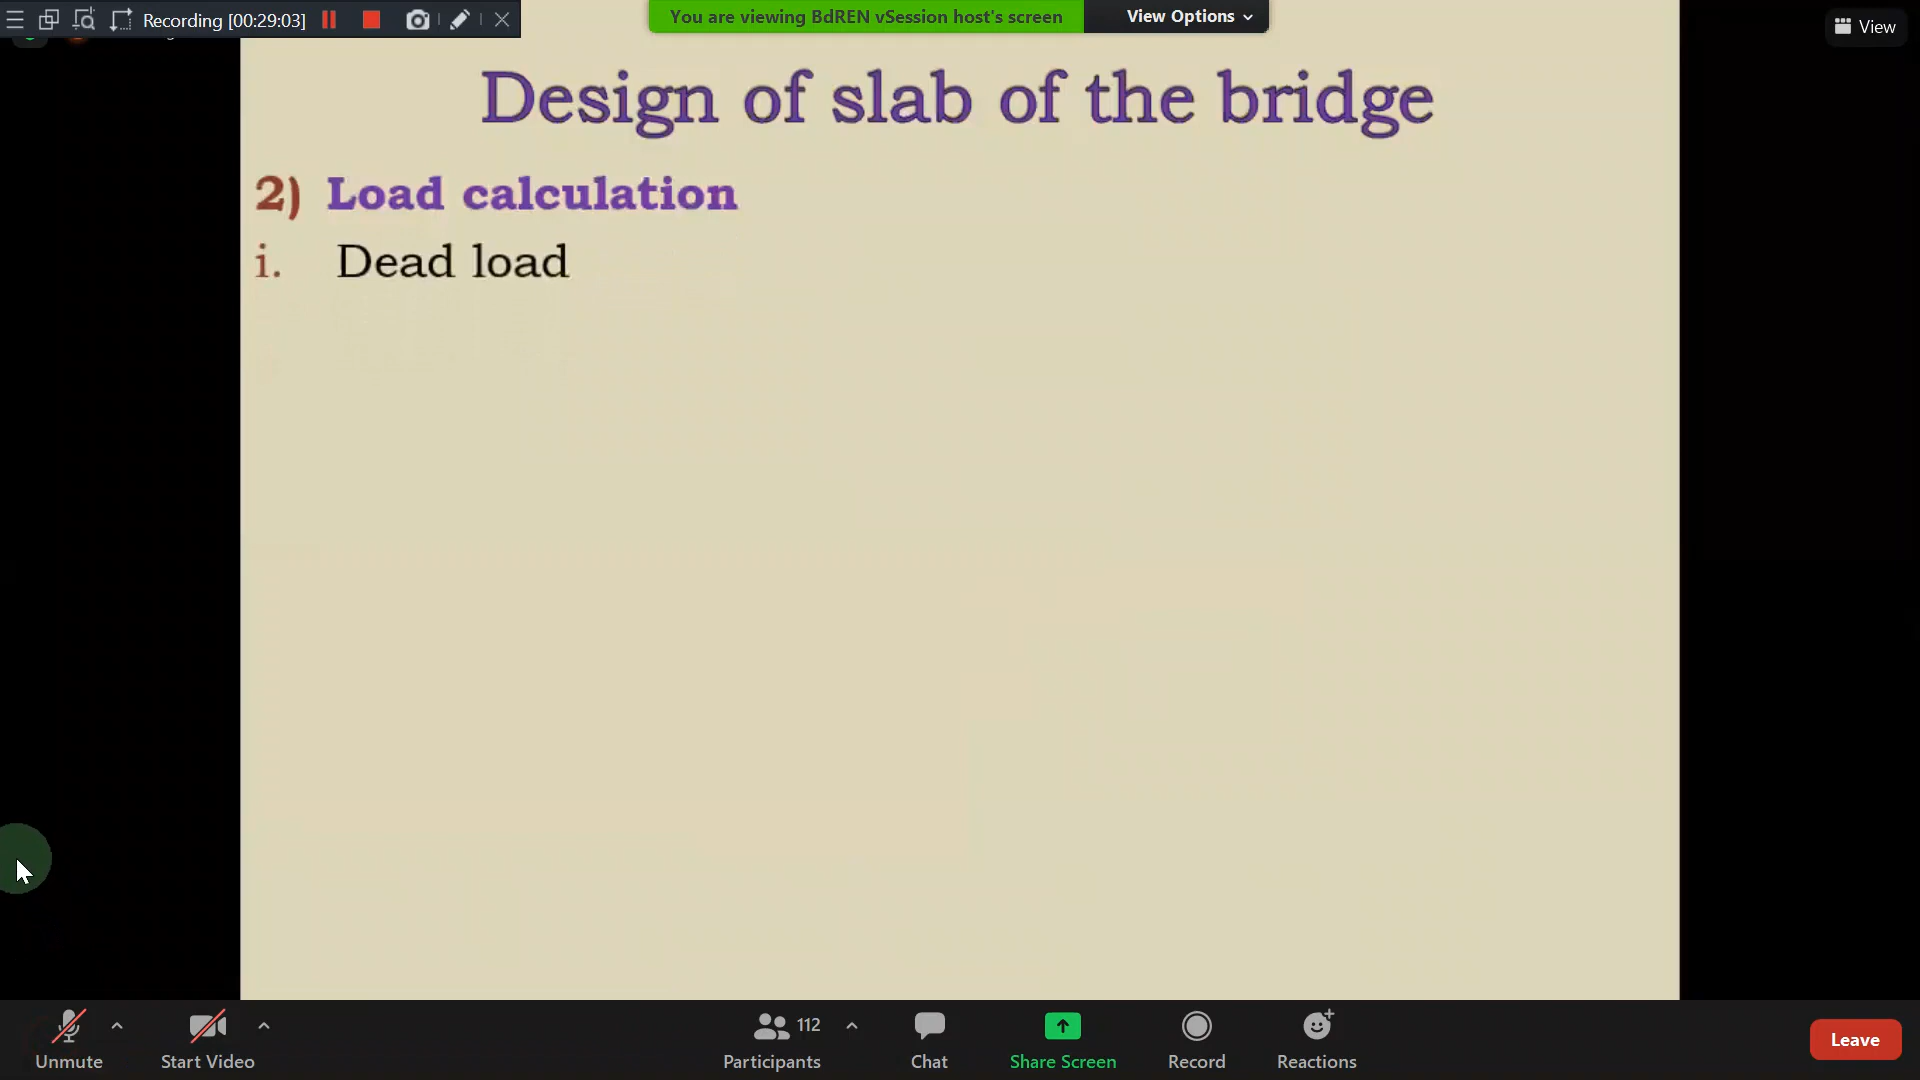 Recording [00:29:03]
You are viewing BdREN vSession host's screen
View Options
View
Design of slab of the bridge
2) Load calculation
i. Dead load
Unmute
Start Video
112
Participants
Chat
Share Screen
Record
Reactions
Leave